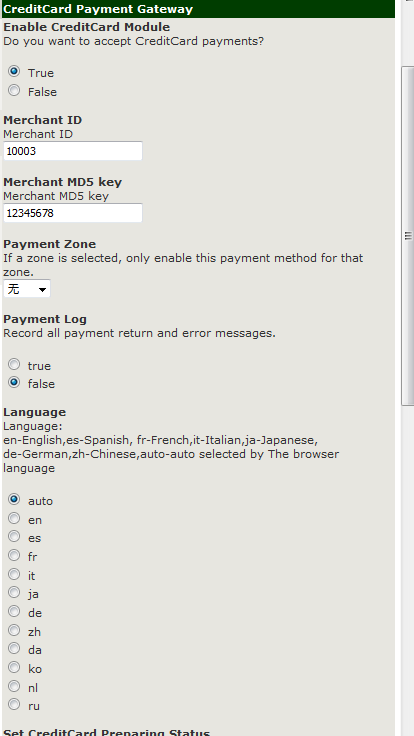 CreditCard Payment Gateway
Enable CreditCard Module
Do you want to accept CreditCard payments?
True
False
Merchant ID
Merchant ID
10003
Merchant MD5 key
Merchant MD5 key
12345678
Payment Zone
If a zone is selected, only enable this payment method for that
zone.
无
Payment Log
Record all payment return and error messages.
true
false
Language
Language:
en-English,es-Spanish, fr-French,it-Italian,ja-Japanese,
de-German,zh-Chinese,auto-auto selected by The browser
language
auto
en
es
fr
it
ja
de
zh
da
ko
nl
ru
Set CreditCard Preparing Status